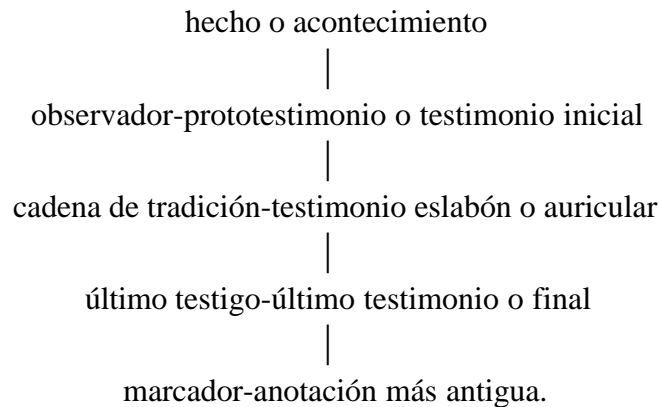 hecho o acontecimiento
observador-prototestimonio o testimonio inicial
cadena de tradición-testimonio eslabón o auricular
último testigo-último testimonio o final
marcador-anotación más antigua.